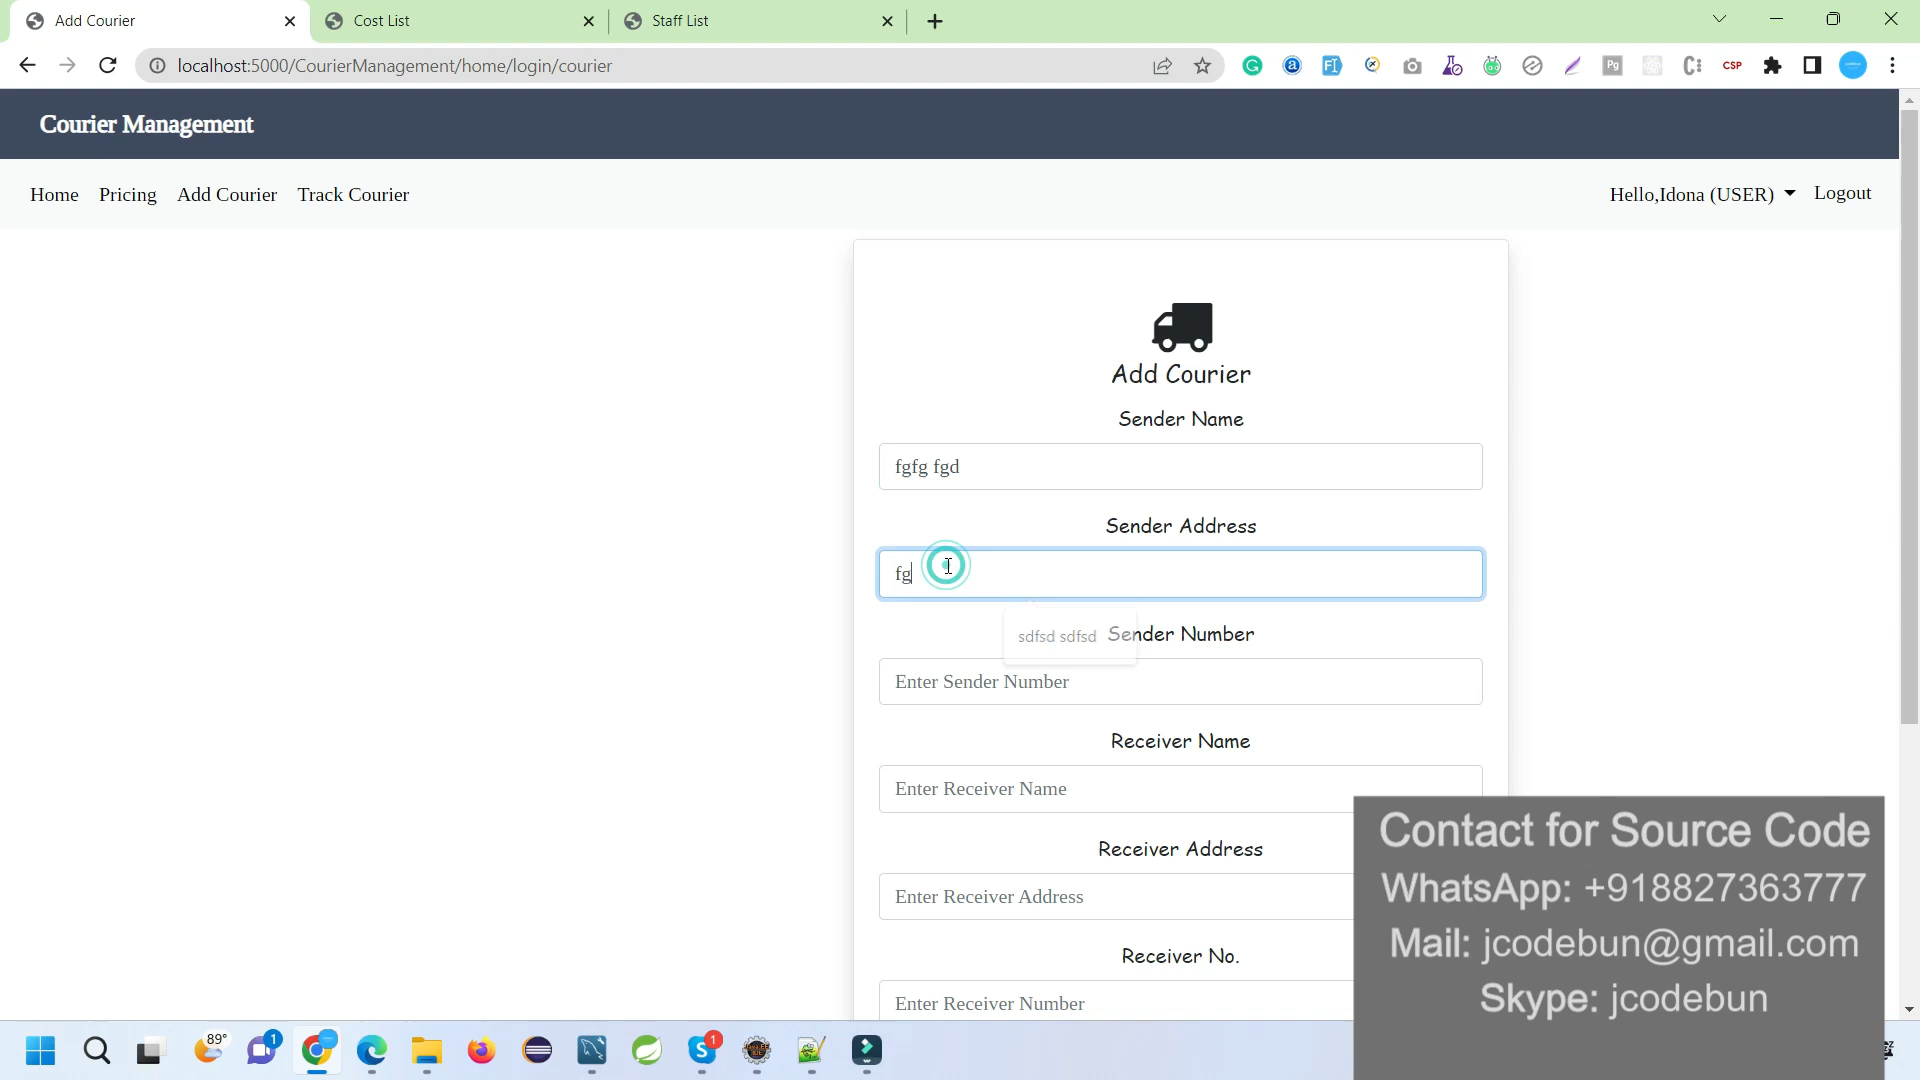 Add Courier
Cost List
Staff List
localhost:5000/CourierManagement/home/login/courier
CSP
Courier Management
Home Pricing Add Courier Track Courier
Hello,Idona (USER) Logout
Add Courier
Sender Name
fgfg fgd
Sender Address
fg
sdfsd sdfsd
Sender Number
Enter Sender Number
Receiver Name
Enter Receiver Name
Receiver Address
Enter Receiver Address
Receiver No.
Enter Receiver Number
Contact for Source Code
WhatsApp: +918827363777
Mail: jcodebun@gmail.com
Skype: jcodebun
89°
1
1